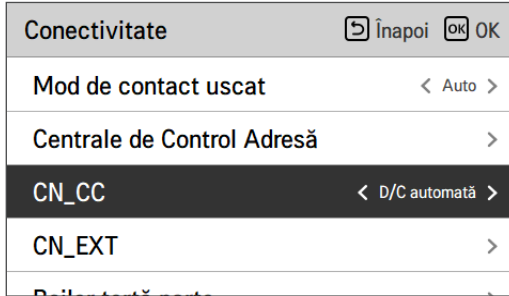 Conectivitate Înapoi OK OK
Mod de contact uscat < Auto >
Centrale de Control Adresă >
CN_CC < D/C automată >
CN_EXT >